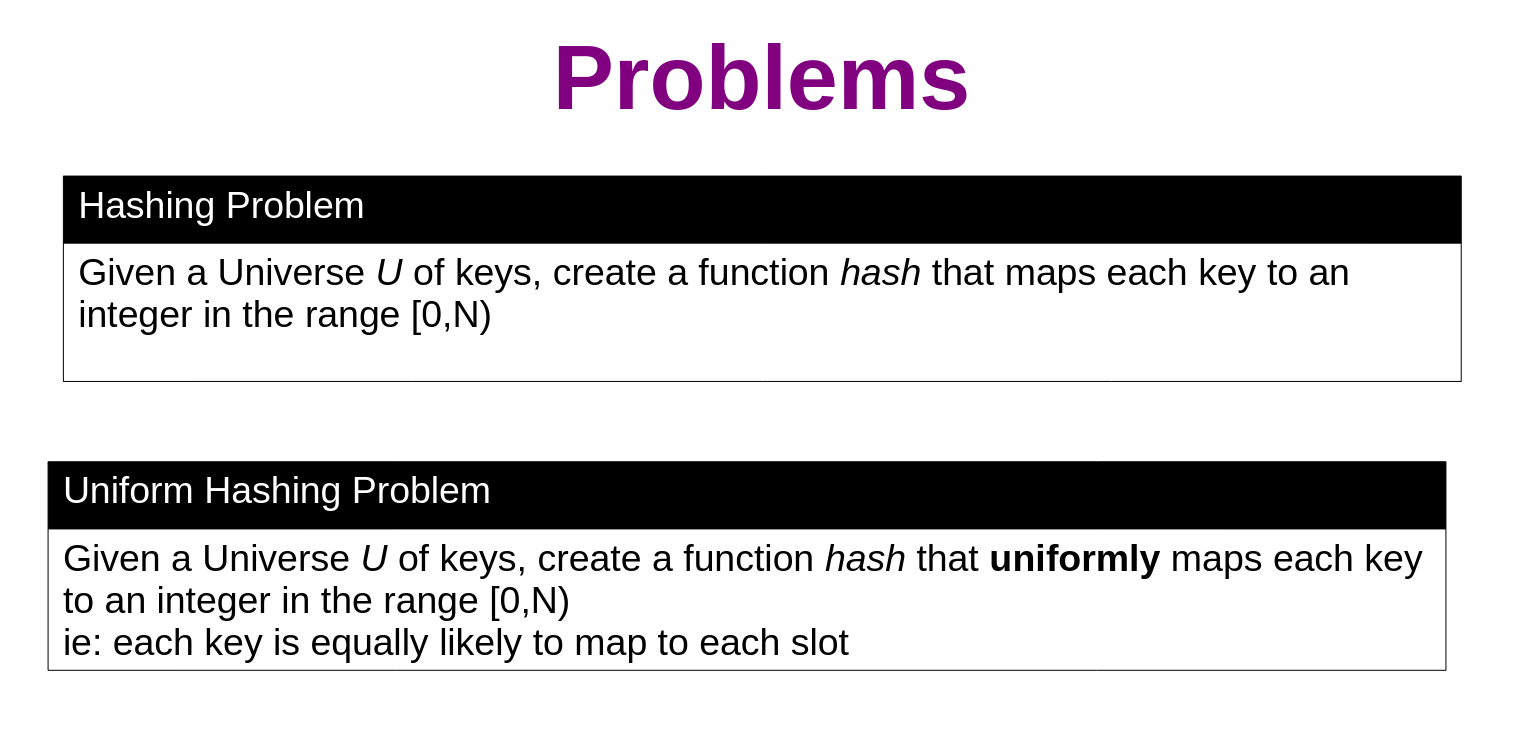 Problems
Hashing Problem
Given a Universe U of keys, create a function hash that maps each key to an
integer in the range [0,N)
Uniform Hashing Problem
Given a Universe U of keys, create a function hash that uniformly maps each key
to an integer in the range [0,N)
ie: each key is equally likely to map to each slot